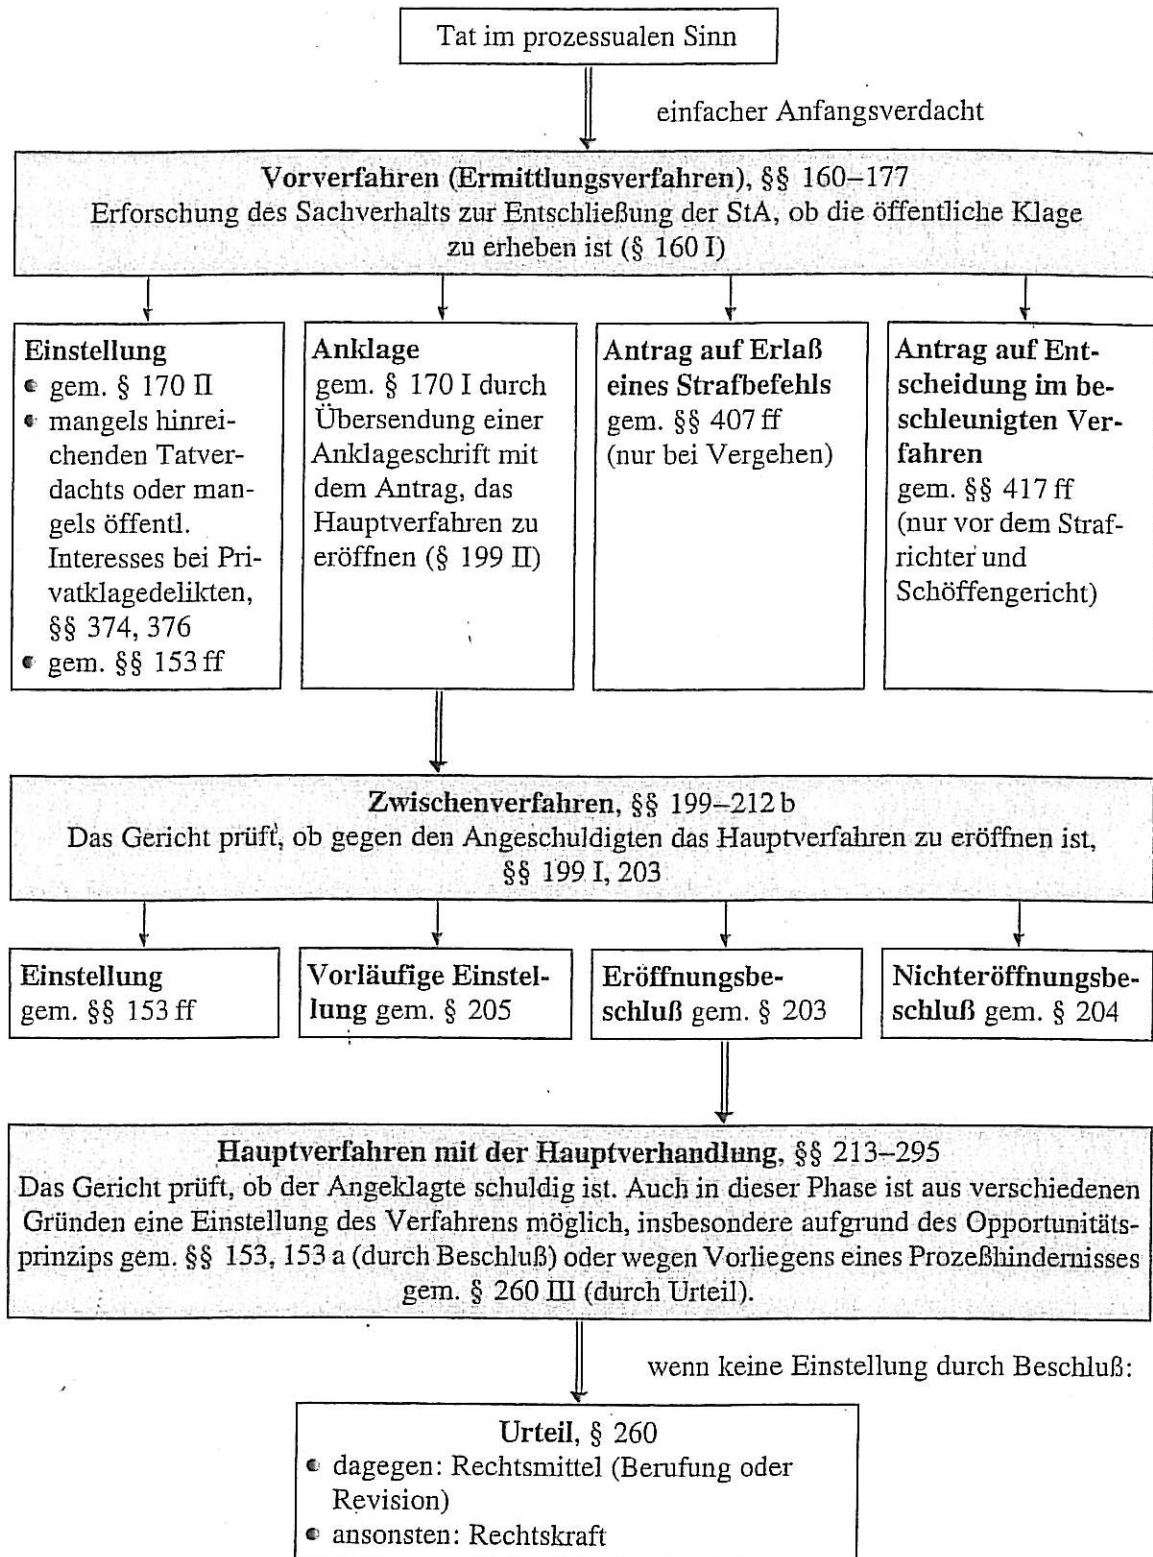 Tat im prozessualen Sinn
einfacher Anfangsverdacht
Vorverfahren (Ermittlungsverfahren), §§ 160–177
Erforschung des Sachverhalts zur Entschließung der StA, ob die öffentliche Klage
zu erheben ist (§ 160 I)
Einstellung
• gem. § 170 II
• mangels hinrei-
chenden Tatver-
dachts oder man-
gels öffentl.
Interesses bei Pri-
vatklagedelikten,
§§ 374, 376
• gem. §§ 153 ff
Anklage
gem. § 170 I durch
Übersendung einer
Anklageschrift mit
dem Antrag, das
Hauptverfahren zu
eröffnen (§ 199 II)
Antrag auf Erlaß
eines Strafbefehls
gem. §§ 407 ff
(nur bei Vergehen)
Antrag auf Ent-
scheidung im be-
schleunigten Ver-
fahren
gem. §§ 417 ff
(nur vor dem Straf-
richter und
Schöffengericht)
Zwischenverfahren, §§ 199–212 b
Das Gericht prüft, ob gegen den Angeschuldigten das Hauptverfahren zu eröffnen ist,
§§ 199 I, 203
Einstellung
gem. §§ 153 ff
Vorläufige Einstel-
lung gem. § 205
Eröffnungsbe-
schluß gem. § 203
Nichteröffnungsbe-
schluß gem. § 204
Hauptverfahren mit der Hauptverhandlung, §§ 213–295
Das Gericht prüft, ob der Angeklagte schuldig ist. Auch in dieser Phase ist aus verschiedenen
Gründen eine Einstellung des Verfahrens möglich, insbesondere aufgrund des Opportunitäts-
prinzips gem. §§ 153, 153 a (durch Beschluß) oder wegen Vorliegens eines Prozeßhindernisses
gem. § 260 III (durch Urteil).
wenn keine Einstellung durch Beschluß:
Urteil, § 260
• dagegen: Rechtsmittel (Berufung oder
Revision)
• ansonsten: Rechtskraft